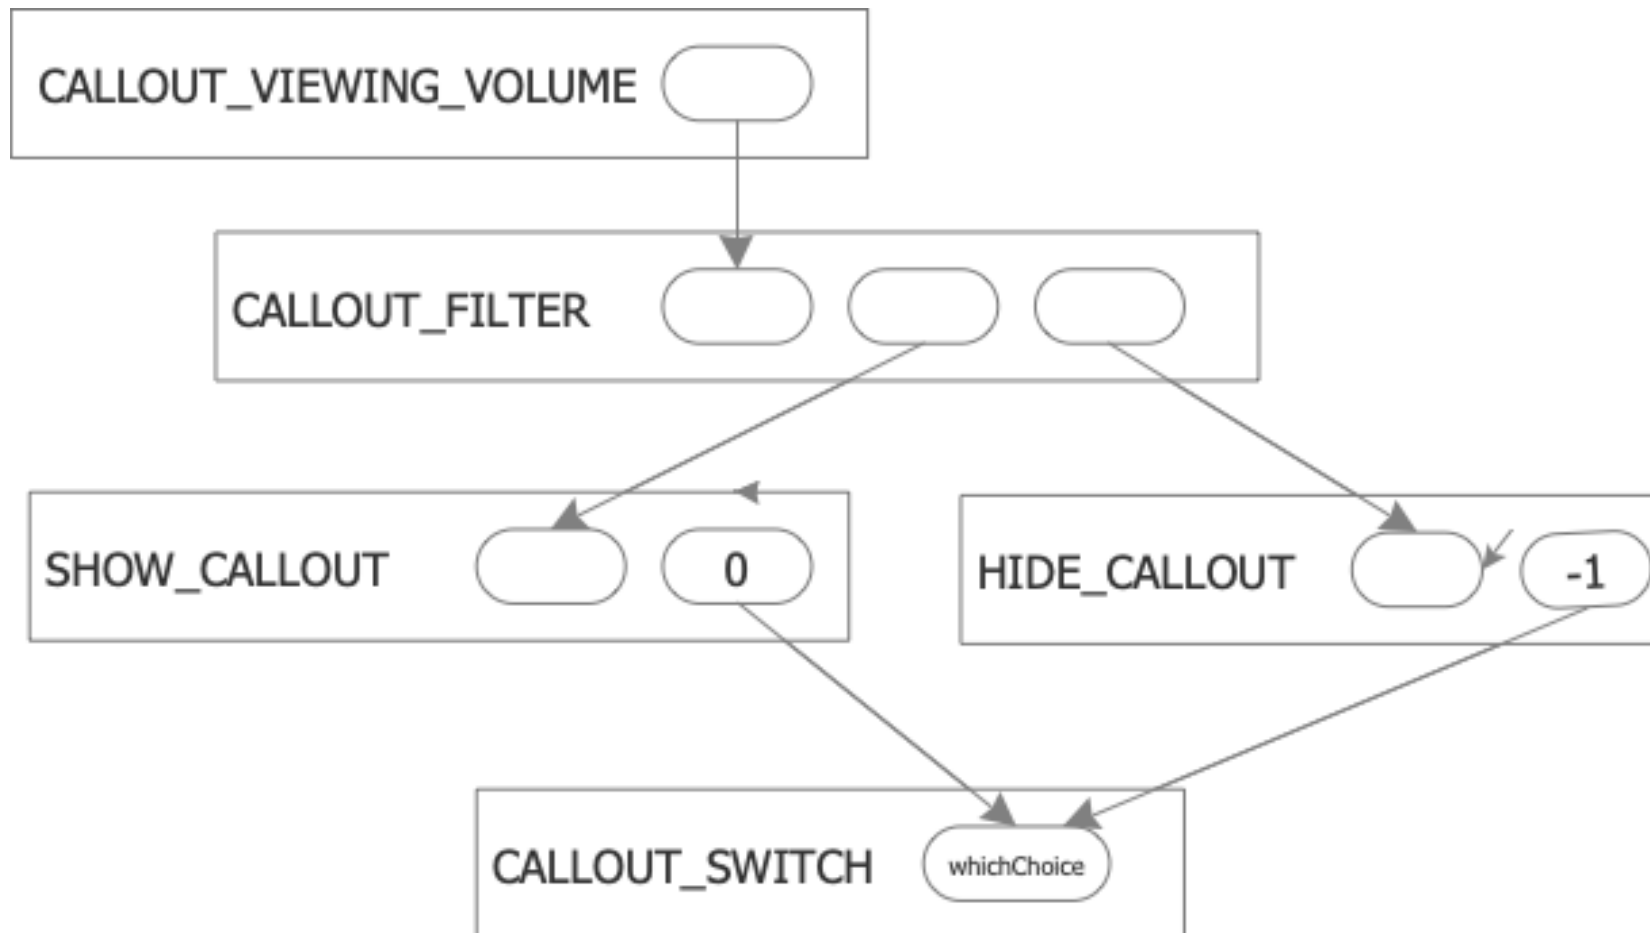 CALLOUT_VIEWING_VOLUME
CALLOUT_FILTER
SHOW_CALLOUT 0
HIDE_CALLOUT -1
CALLOUT_SWITCH whichChoice